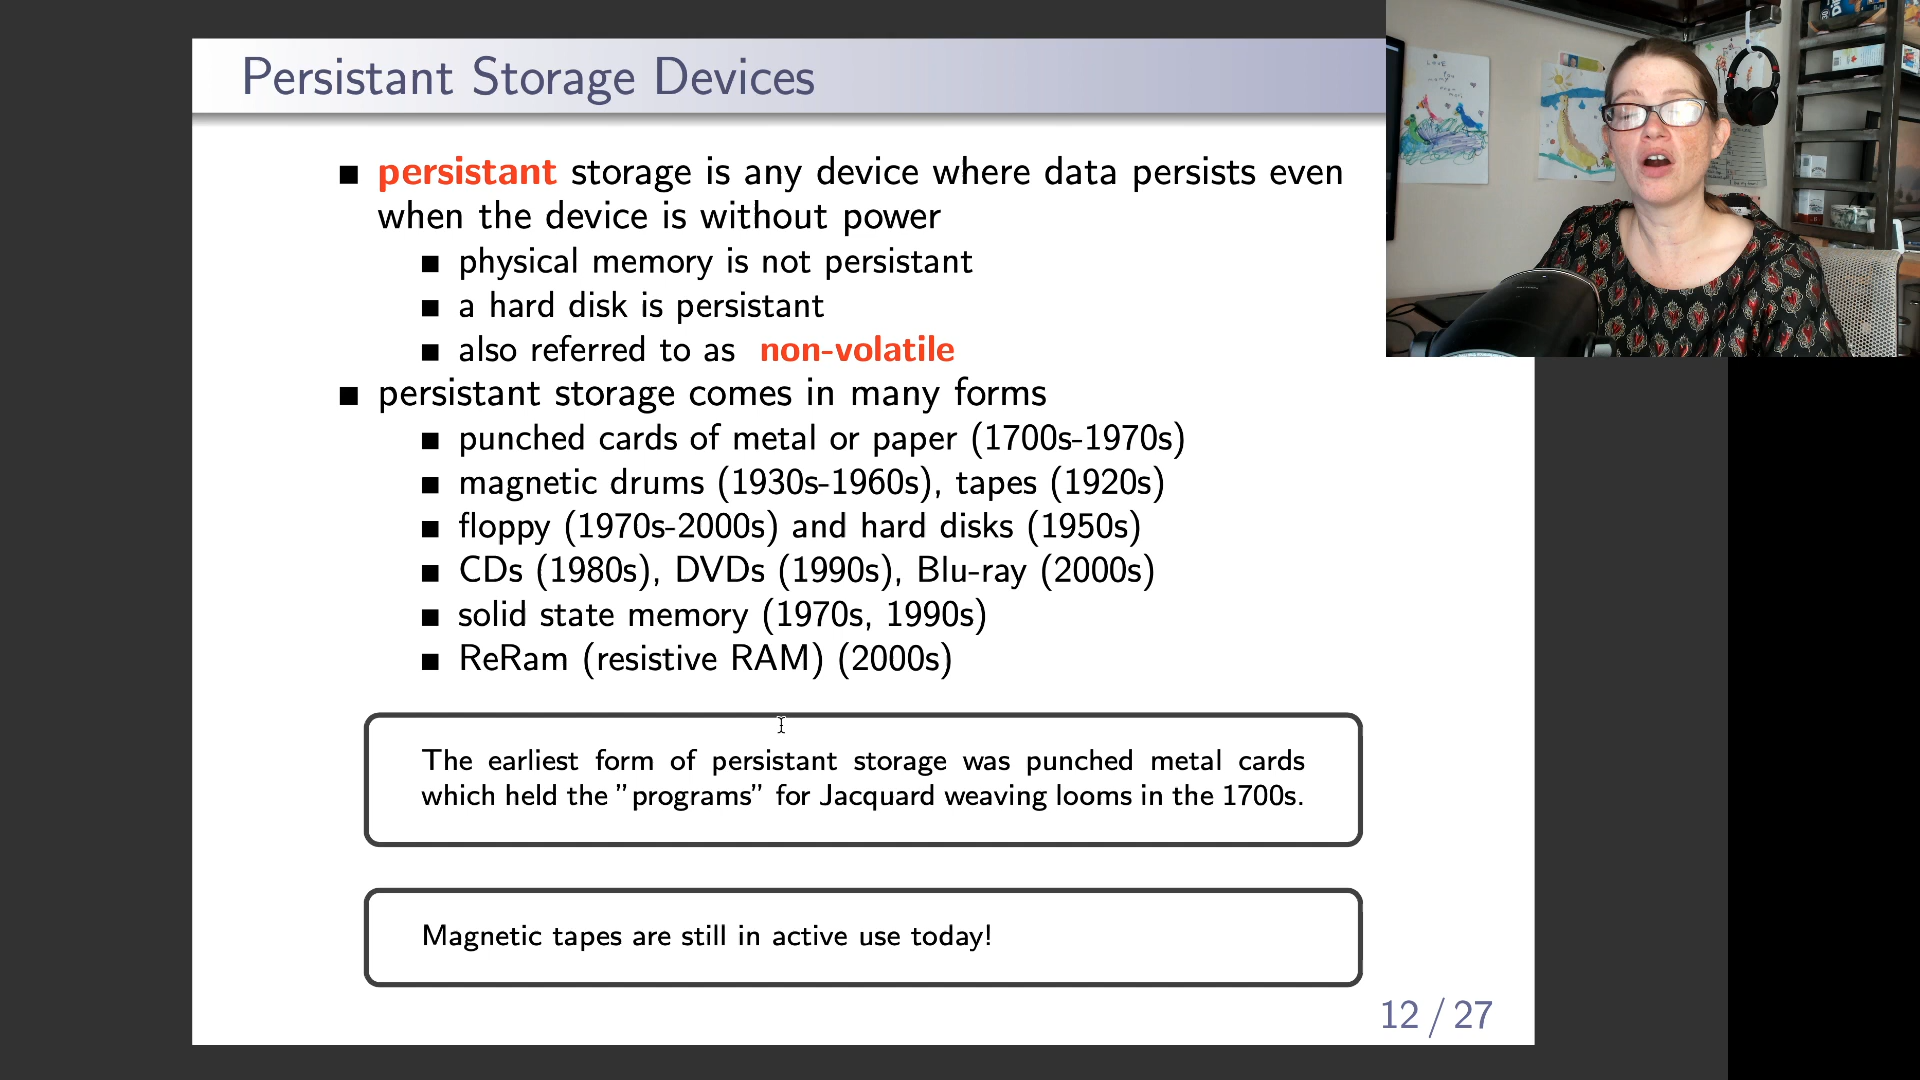 Persistant Storage Devices
persistant storage is any device where data persists even
when the device is without power
physical memory is not persistant
a hard disk is persistant
also referred to as non-volatile
persistant storage comes in many forms
punched cards of metal or paper (1700s-1970s)
magnetic drums (1930s-1960s), tapes (1920s)
floppy (1970s-2000s) and hard disks (1950s)
CDs (1980s), DVDs (1990s), Blu-ray (2000s)
solid state memory (1970s, 1990s)
ReRam (resistive RAM) (2000s)
The earliest form of persistant storage was punched metal cards
which held the "programs" for Jacquard weaving looms in the 1700s.
Magnetic tapes are still in active use today!
12 / 27